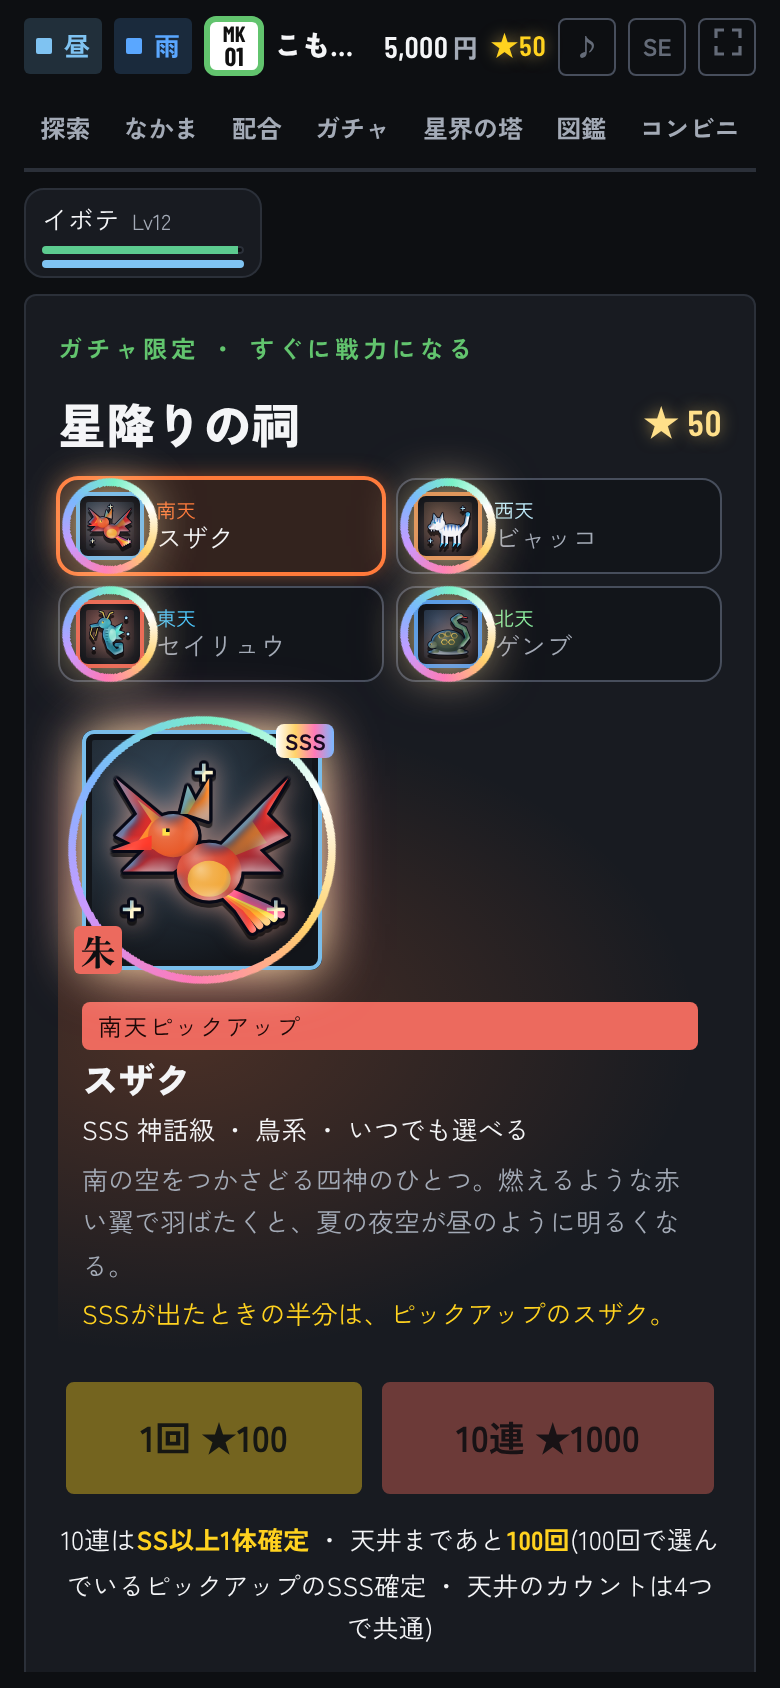 昼 雨 MK 01 こも... 5,000 円 ★50 ♪ SE
探索 なかま 配合 ガチャ 星界の塔 図鑑 コンビニ
イボテ Lv12
ガチャ限定 ・ すぐに戦力になる
星降りの祠 ★ 50
南天
スザク
西天
ビャッコ
東天
セイリュウ
北天
ゲンブ
SSS
朱
南天ピックアップ
スザク
SSS 神話級 ・ 鳥系 ・ いつでも選べる
南の空をつかさどる四神のひとつ。燃えるような赤
い翼で羽ばたくと、夏の夜空が昼のように明るくな
る。
SSSが出たときの半分は、ピックアップのスザク。
1回 ★100 10連 ★1000
10連はSS以上1体確定 ・ 天井まであと100回(100回で選ん
でいるピックアップのSSS確定 ・ 天井のカウントは4つ
で共通)